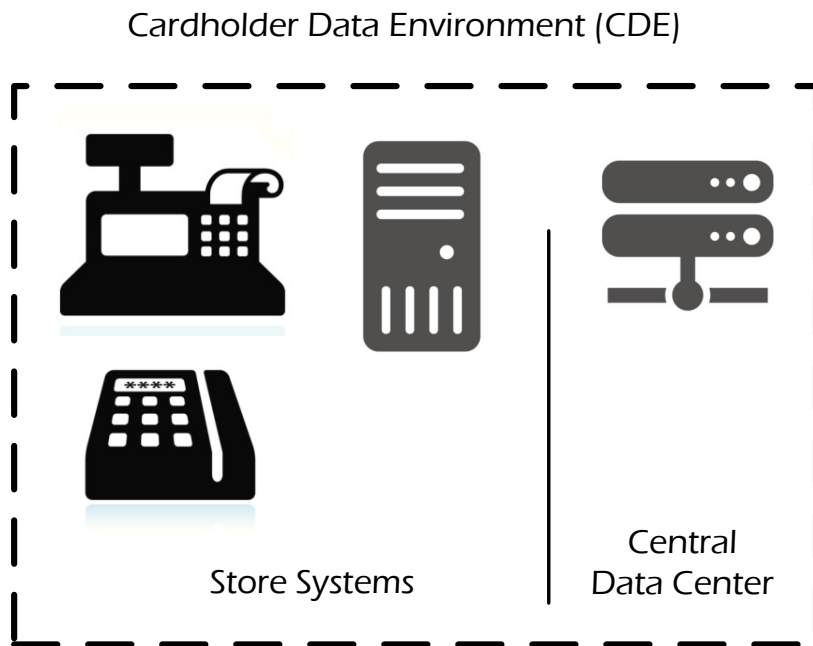 Cardholder Data Environment (CDE)
****
Store Systems
Central
Data Center